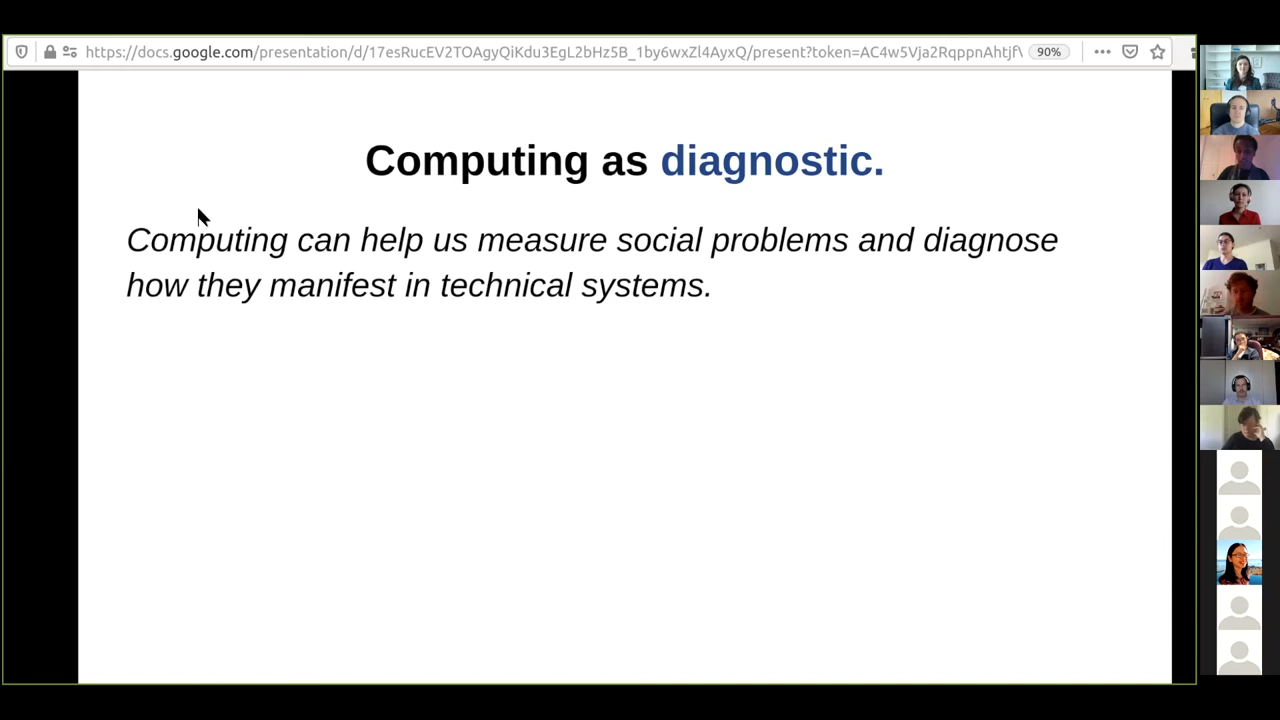 https://docs.google.com/presentation/d/17esRucEV2TOAgyOiKdu3EgL2bHz5B_1by6wxZl4AyxQ/present?token=AC4w5Vja2RqppnAhtjf\ 90%
Computing as diagnostic.
Computing can help us measure social problems and diagnose
how they manifest in technical systems.